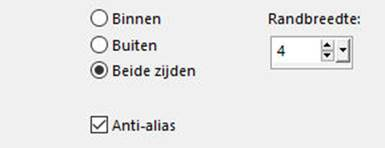 Binnen
Randbreedte:
Buiten
4
Beide zijden
Anti-alias